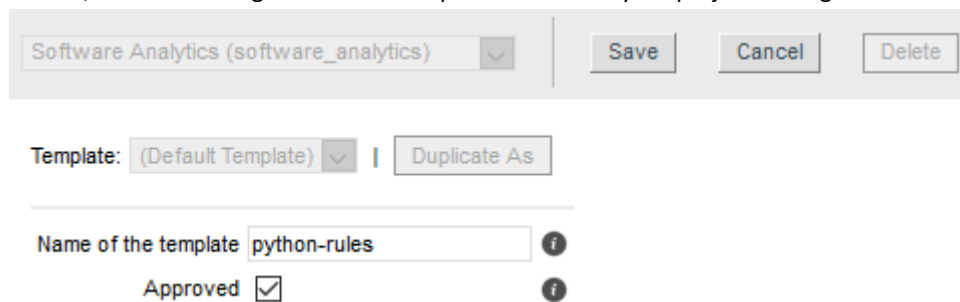 Software Analytics (software_analytics) Save Cancel Delete
Template: (Default Template) | Duplicate As
Name of the template python-rules
Approved